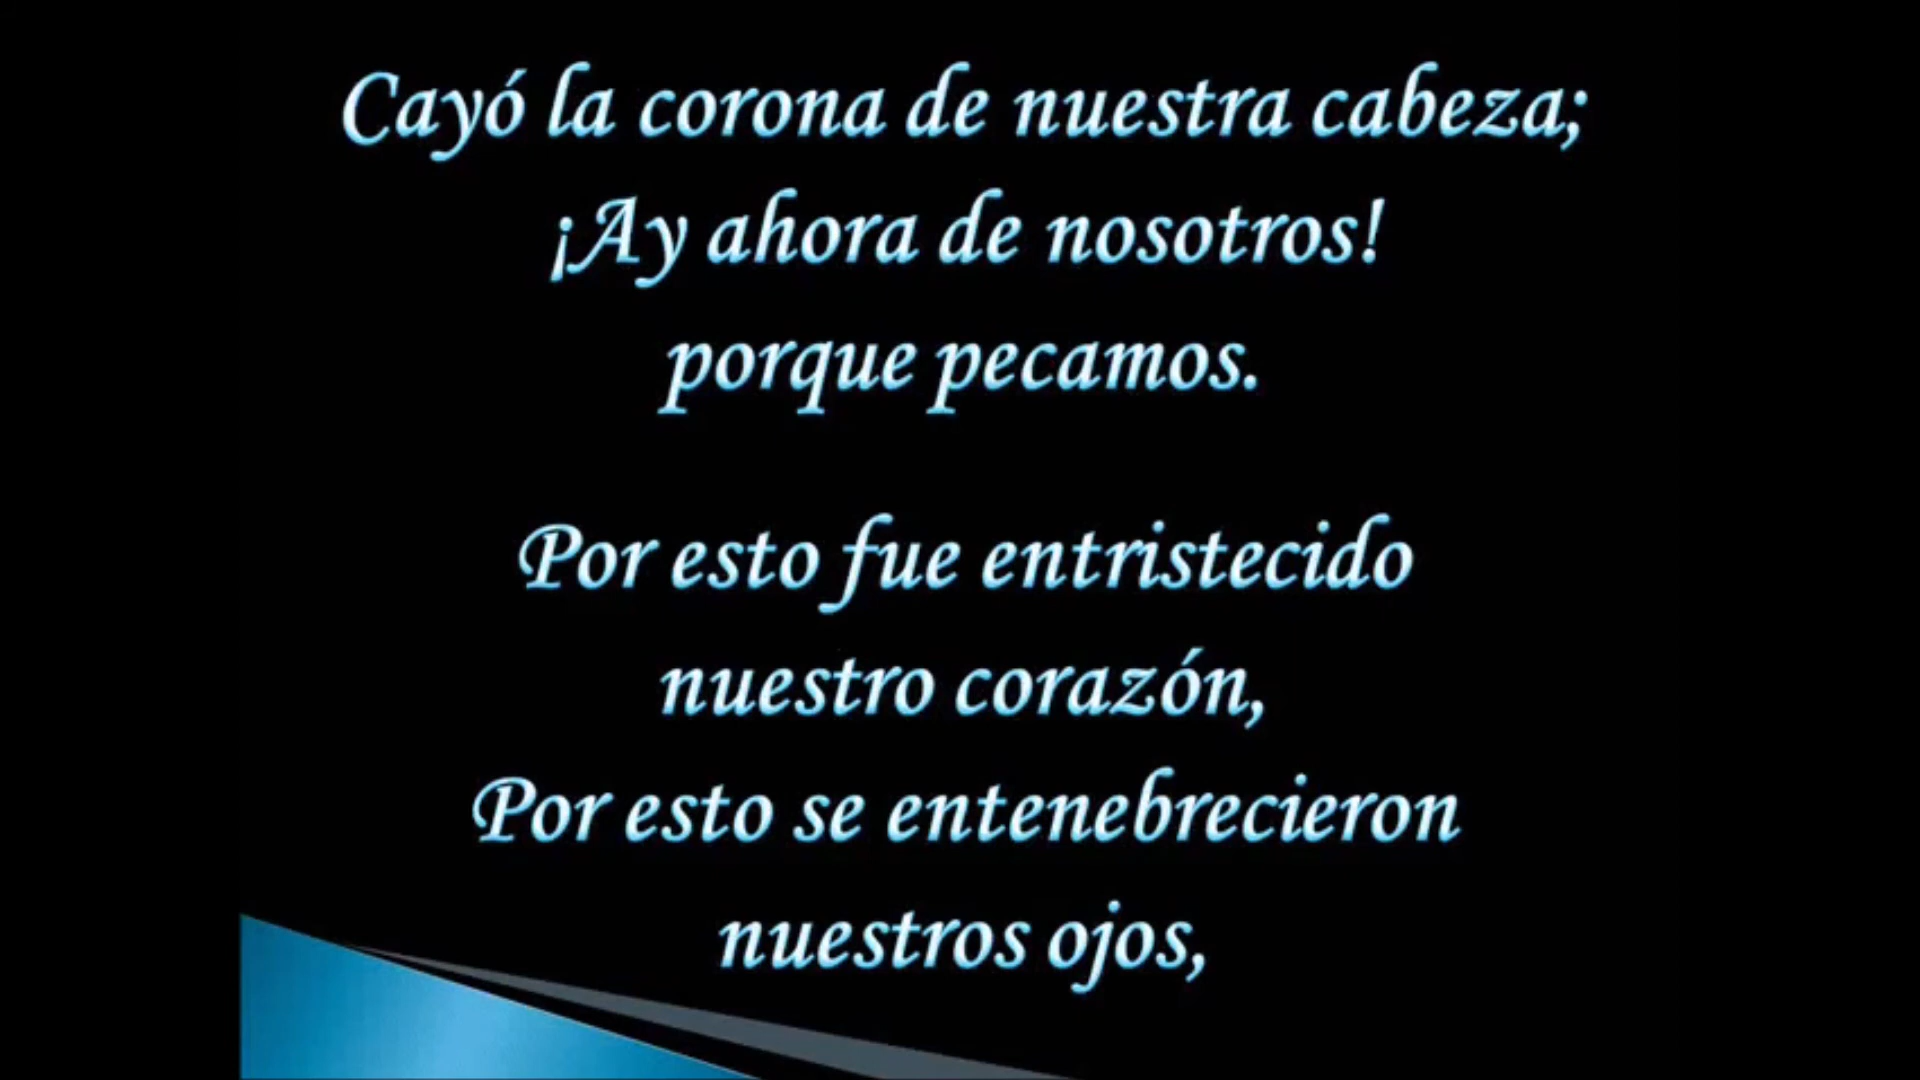 Cayó la corona de nuestra cabeza;
¡Ay ahora de nosotros!
porque pecamos.
Por esto fue entristecido
nuestro corazón,
Por esto se entenebrecieron
nuestros ojos,